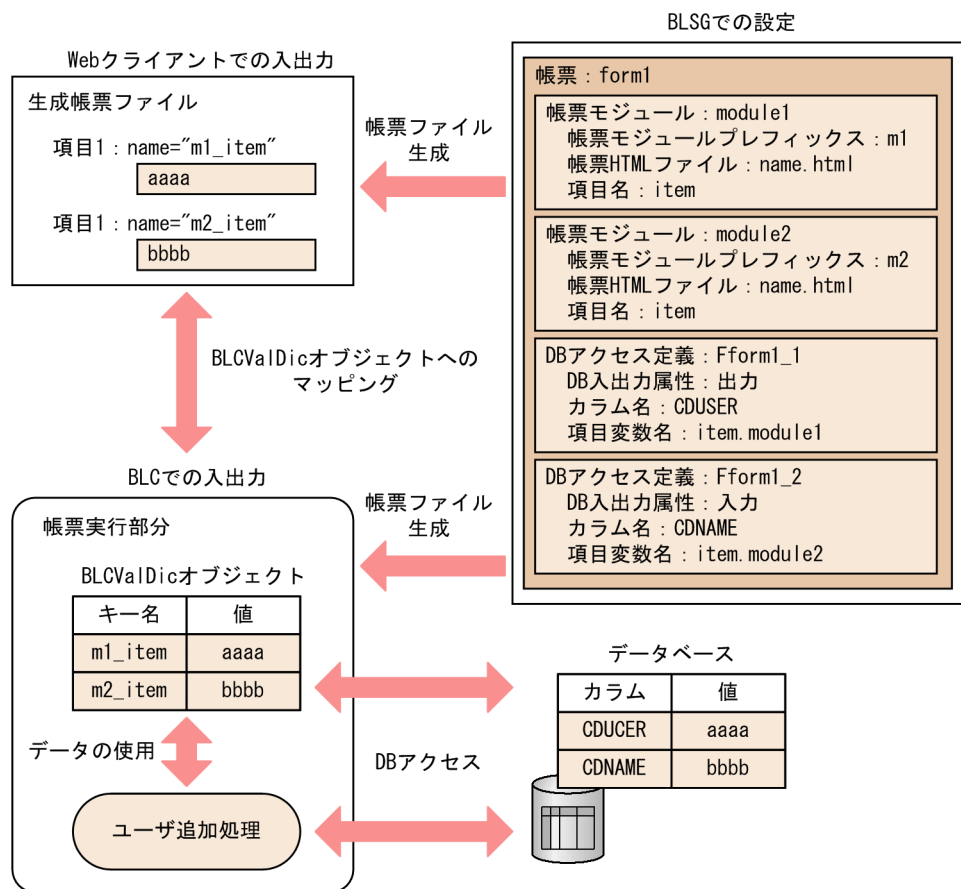 BLSGでの設定
Webクライアントでの入出力
生成帳票ファイル
項目1：name="m1_item"
aaaa
項目1：name="m2_item"
bbbb
帳票ファイル
生成
帳票：form1
帳票モジュール：module1
帳票モジュールプレフィックス：m1
帳票HTMLファイル：name.html
項目名：item
帳票モジュール：module2
帳票モジュールプレフィックス：m2
帳票HTMLファイル：name.html
項目名：item
DBアクセス定義：Fform1_1
DB入出力属性：出力
カラム名：CDUSER
項目変数名：item.module1
DBアクセス定義：Fform1_2
DB入出力属性：入力
カラム名：CDNAME
項目変数名：item.module2
BLCValDicオブジェクトへの
マッピング
BLCでの入出力
帳票実行部分
帳票ファイル
生成
BLCValDicオブジェクト
キー名 値
m1_item aaaa
m2_item bbbb
データの使用
ユーザ追加処理
DBアクセス
データベース
カラム 値
CDUCER aaaa
CDNAME bbbb